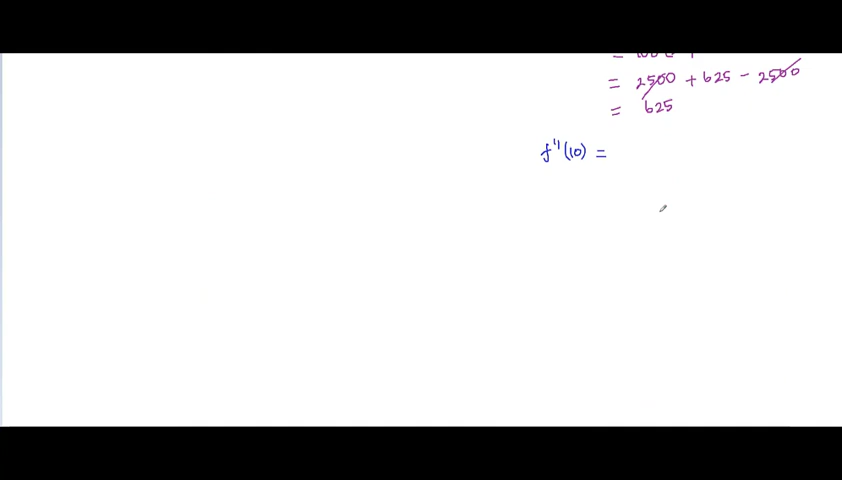 = 2500 + 625 - 2500
= 625
f''(10) =